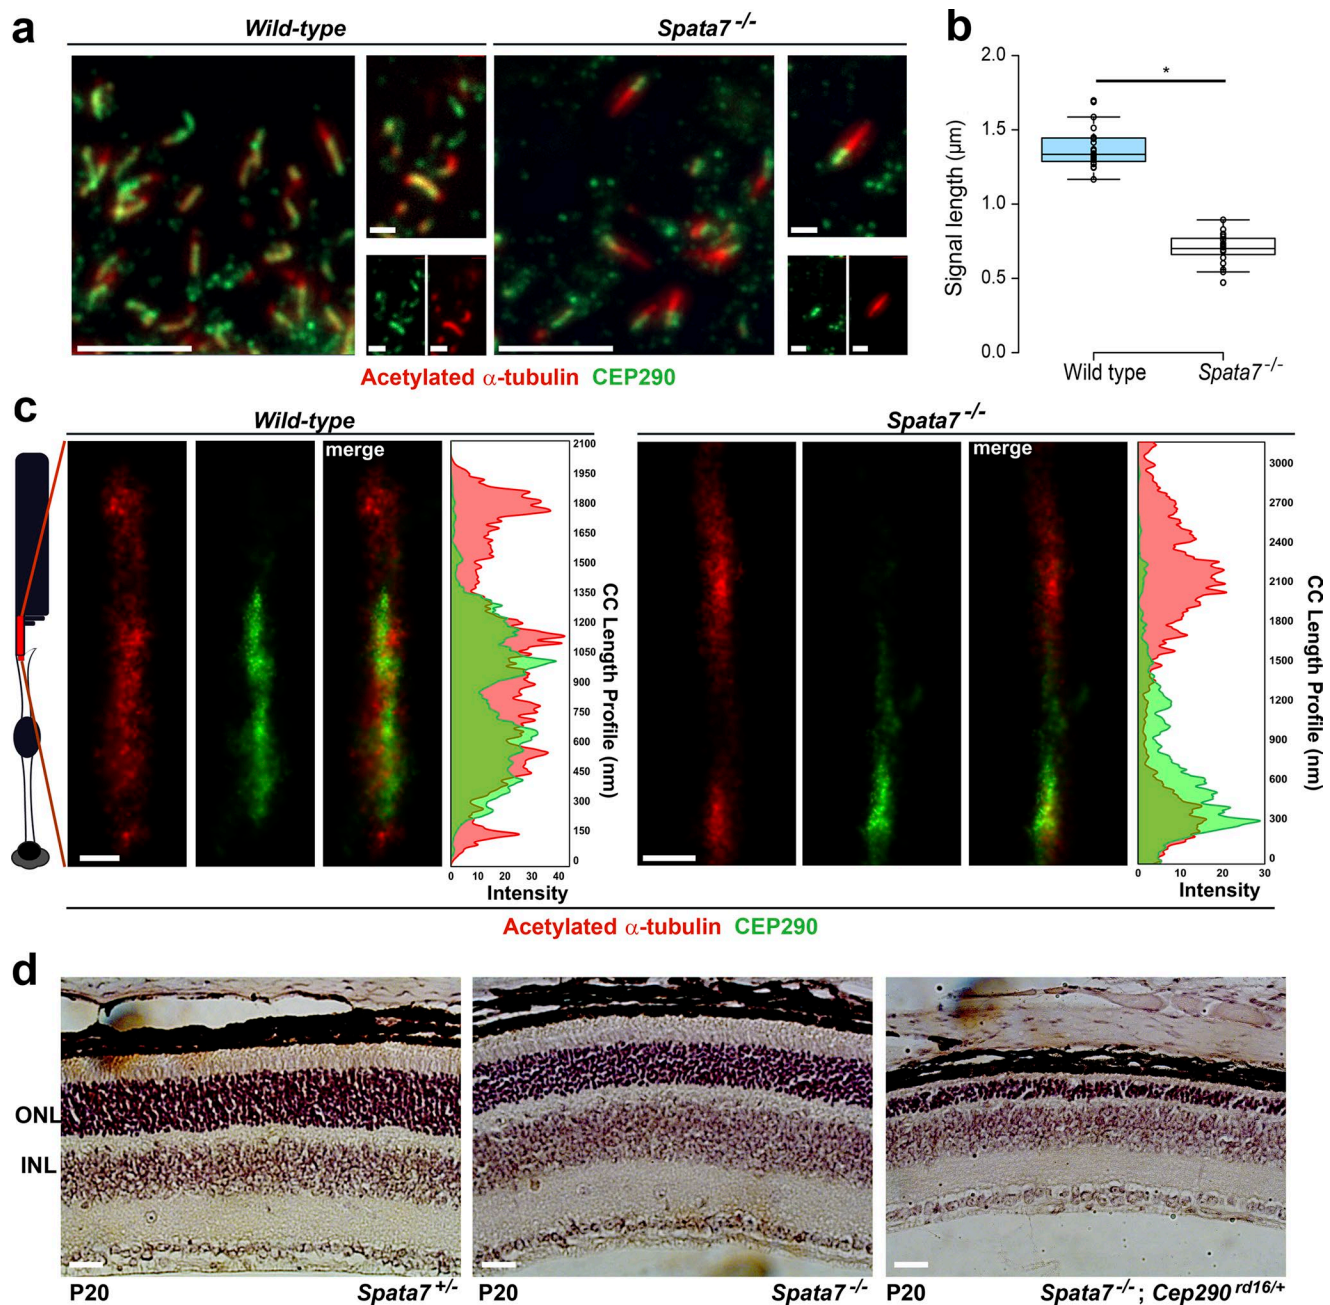 a
Wild-type
Spata7 -/-
Acetylated α-tubulin CEP290
b
2.0
1.5
1.0
0.5
0.0
Signal length (μm)
*
Wild type
Spata7 -/-
c
Wild-type
merge
2100
1950
1800
1650
1500
1350
1200
1050
900
750
600
450
300
150
0
CC Length Profile (nm)
0 10 20 30 40
Intensity
Spata7 -/-
merge
3000
2700
2400
2100
1800
1500
1200
900
600
300
0
CC Length Profile (nm)
0 10 20 30
Intensity
Acetylated α-tubulin CEP290
d
ONL
INL
P20 Spata7 +/-
P20 Spata7 -/-
P20 Spata7 -/- ; Cep290 rd16/+